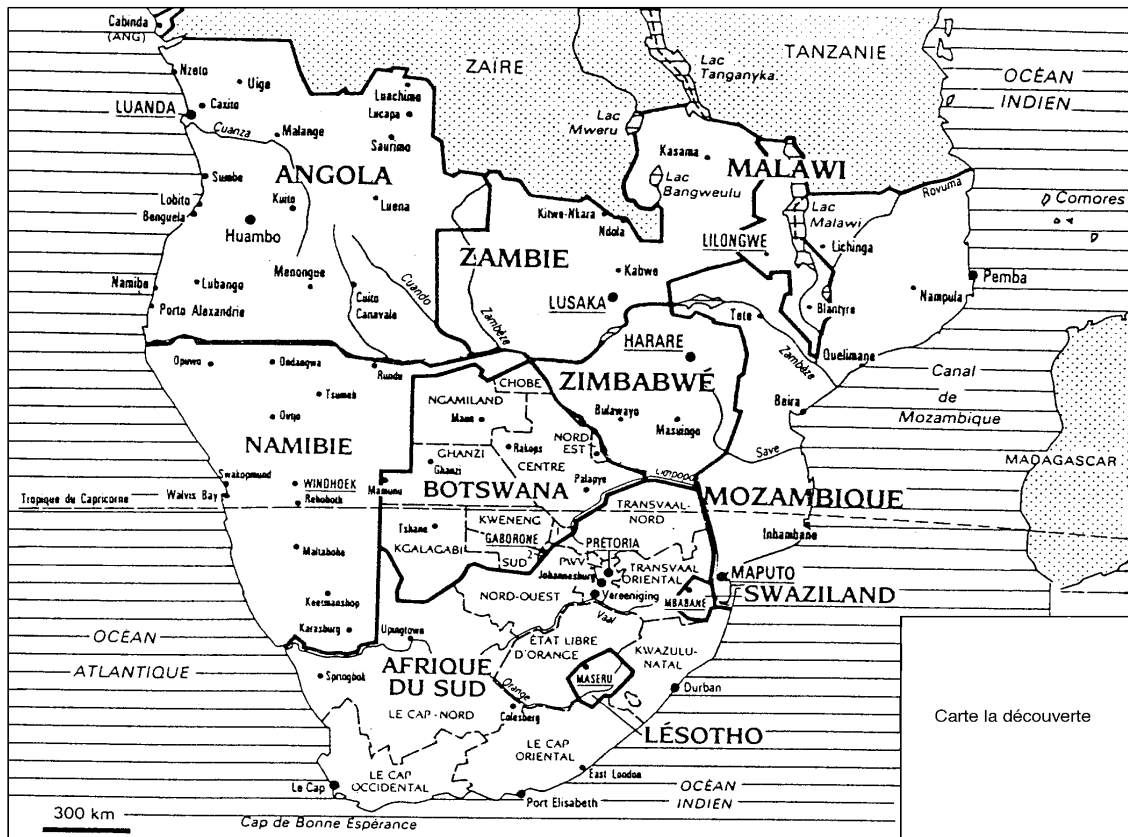 Cabinda
(ANG)
ZAÏRE
TANZANIE
Lac
Tanganyka
OCÉAN
INDIEN
Nzeto
Uige
Luachimo
Lucapa
LUANDA
Caxito
Cuanza
Malange
Saurimo
Lac
Mweru
Kasama
MALAWI
ANGOLA
Lac
Bangweulu
Rovuma
Sumbe
Lobito
Benguela
Kuito
Luena
Huambo
Kitwe-Nkara
Ndola
Lac
Malawi
Comores
LILONGWE
Lichinga
ZAMBIE
Kabwe
Pemba
Namibe
Lubango
Menongue
Cuito
Canavale
Cuando
Zambèze
LUSAKA
Nampula
Porto Alexandrie
Tete
Blantyre
HARARE
Zambèze
Quelimane
Opuwo
Ondangwa
Rundu
CHOBE
ZIMBABWÉ
Canal
de
Mozambique
Tsumeb
NGAMILAND
Maun
Bulawayo
Masvingo
Beira
Ovyo
NAMIBIE
GHANZI
Ghanzi
Rakops
CENTRE
NORD
EST
Save
MADAGASCAR
Swakopmund
Walvis Bay
WINDHOEK
Rehoboth
Mamuno
BOTSWANA
Palapye
Limpopo
MOZAMBIQUE
Tropique du Capricorne
TRANSVAAL-
NORD
Inhambane
Tshane
KWENENG
GABORONE
KGALAGADI
SUD
2
PRÉTORIA
PWV
Johannesburg
TRANSVAAL
ORIENTAL
MAPUTO
Maltahohe
Vereeniging
MBABANE
SWAZILAND
NORD-OUEST
Vaal
Keetmanshop
Karasburg
Upingtown
ÉTAT LIBRE
D'ORANGE
KWAZULU-
NATAL
OCÉAN
ATLANTIQUE
AFRIQUE
DU SUD
MASERU
Springbok
Orange
Durban
LE CAP-NORD
Colesberg
LÉSOTHO
Carte la découverte
LE CAP
ORIENTAL
LE CAP
OCCIDENTAL
Le Cap
East London
Port Elisabeth
OCÉAN
INDIEN
300 km
Cap de Bonne Espérance